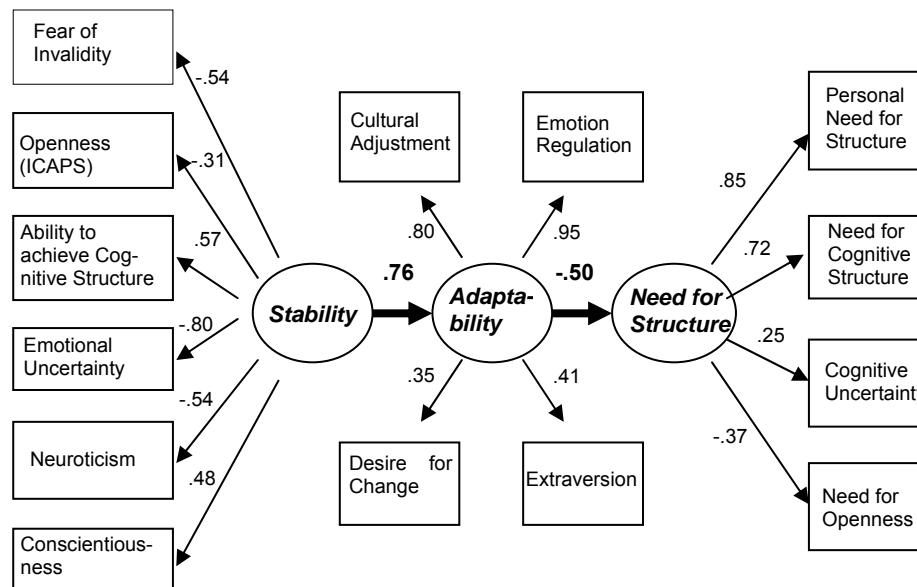 Fear of
Invalidity
-.54
Openness
(ICAPS)
-.31
Ability to
achieve Cog-
nitive Structure
.57
Emotional
Uncertainty
-.80
Neuroticism
-.54
Conscientious-
ness
.48
Stability
.76
Cultural
Adjustment
.80
Emotion
Regulation
.95
Adapta-
bility
-.50
.35
Desire for
Change
.41
Extraversion
Need for
Structure
.85
Personal
Need for
Structure
.72
Need for
Cognitive
Structure
.25
Cognitive
Uncertainty
-.37
Need for
Openness